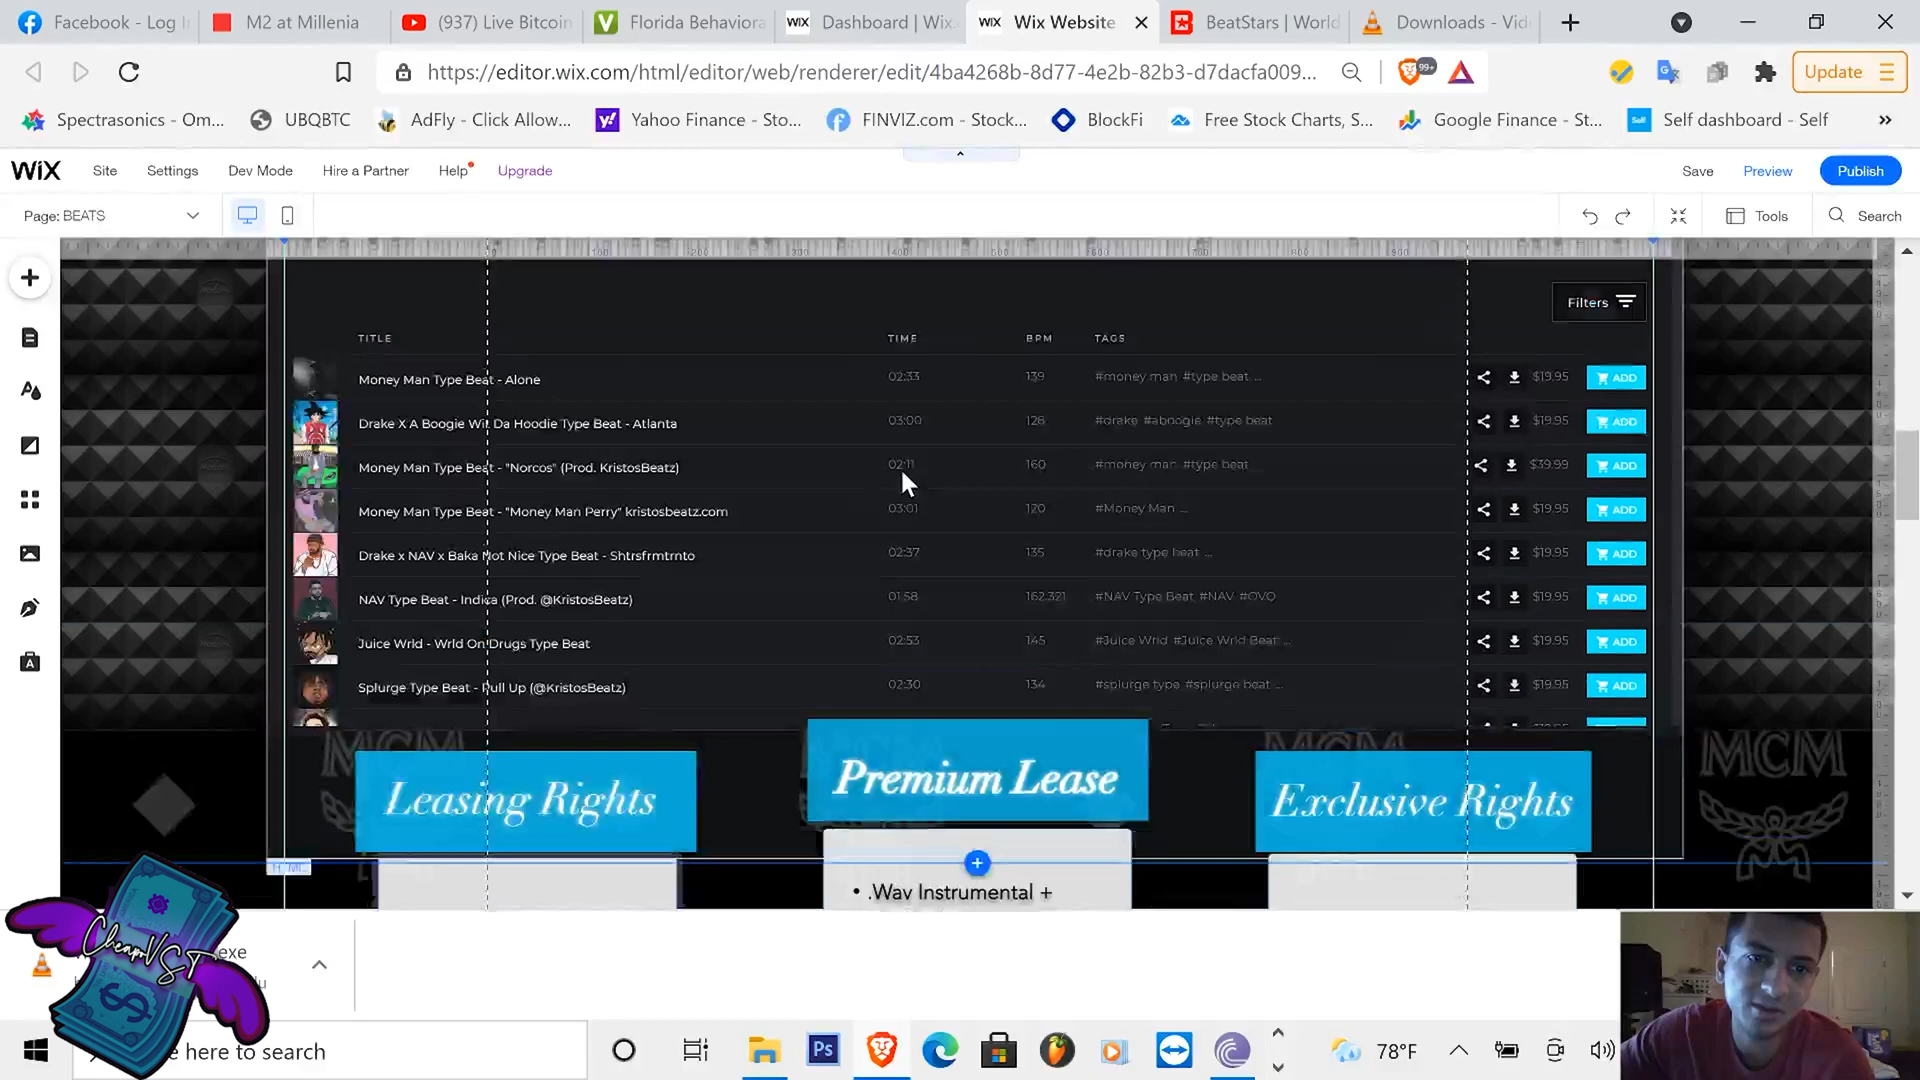 Facebook - Log I
M2 at Millenia
(937) Live Bitcoin
Florida Behaviora
WIX Dashboard | Wix.
WIX Wix Website
BeatStars | World
Downloads - Vid
https://editor.wix.com/html/editor/web/renderer/edit/4ba4268b-8d77-4e2b-82b3-d7dacfa009...
99+
Update
Spectrasonics - Om...
UBQBTC
AdFly - Click Allow...
Yahoo Finance - Sto...
FINVIZ.com - Stock...
BlockFi
Free Stock Charts, S...
Google Finance - St...
Self dashboard - Self
WiX Site Settings Dev Mode Hire a Partner Help Upgrade Save Preview Publish
Page: BEATS Tools Search
Filters
TITLE TIME BPM TAGS
Money Man Type Beat - Alone 02:33 139 #money man #type beat ... $19.95 ADD
Drake X A Boogie Wit Da Hoodie Type Beat - Atlanta 03:00 128 #drake #aboogie #type beat $19.95 ADD
Money Man Type Beat - "Norcos" (Prod. KristosBeatz) 02:11 160 #money man #type beat $39.99 ADD
Money Man Type Beat - "Money Man Perry" kristosbeatz.com 03:01 120 #Money Man ... $19.95 ADD
Drake x NAV x Baka Not Nice Type Beat - Shtrsfrmtrnto 02:37 135 #drake type beat ... $19.95 ADD
NAV Type Beat - Indica (Prod. @KristosBeatz) 01:58 162.321 #NAV Type Beat #NAV #OVO $19.95 ADD
Juice Wrld - Wrld On Drugs Type Beat 02:53 145 #Juice Wrld #Juice Wrld Beat ... $19.95 ADD
Splurge Type Beat - Pull Up (@KristosBeatz) 02:30 134 #splurge type #splurge beat ... $19.95 ADD
MCM
MCM
MCM
Leasing Rights
Premium Lease
Exclusive Rights
• .Wav Instrumental +
CheapVST
exe
here to search
Ps
78°F